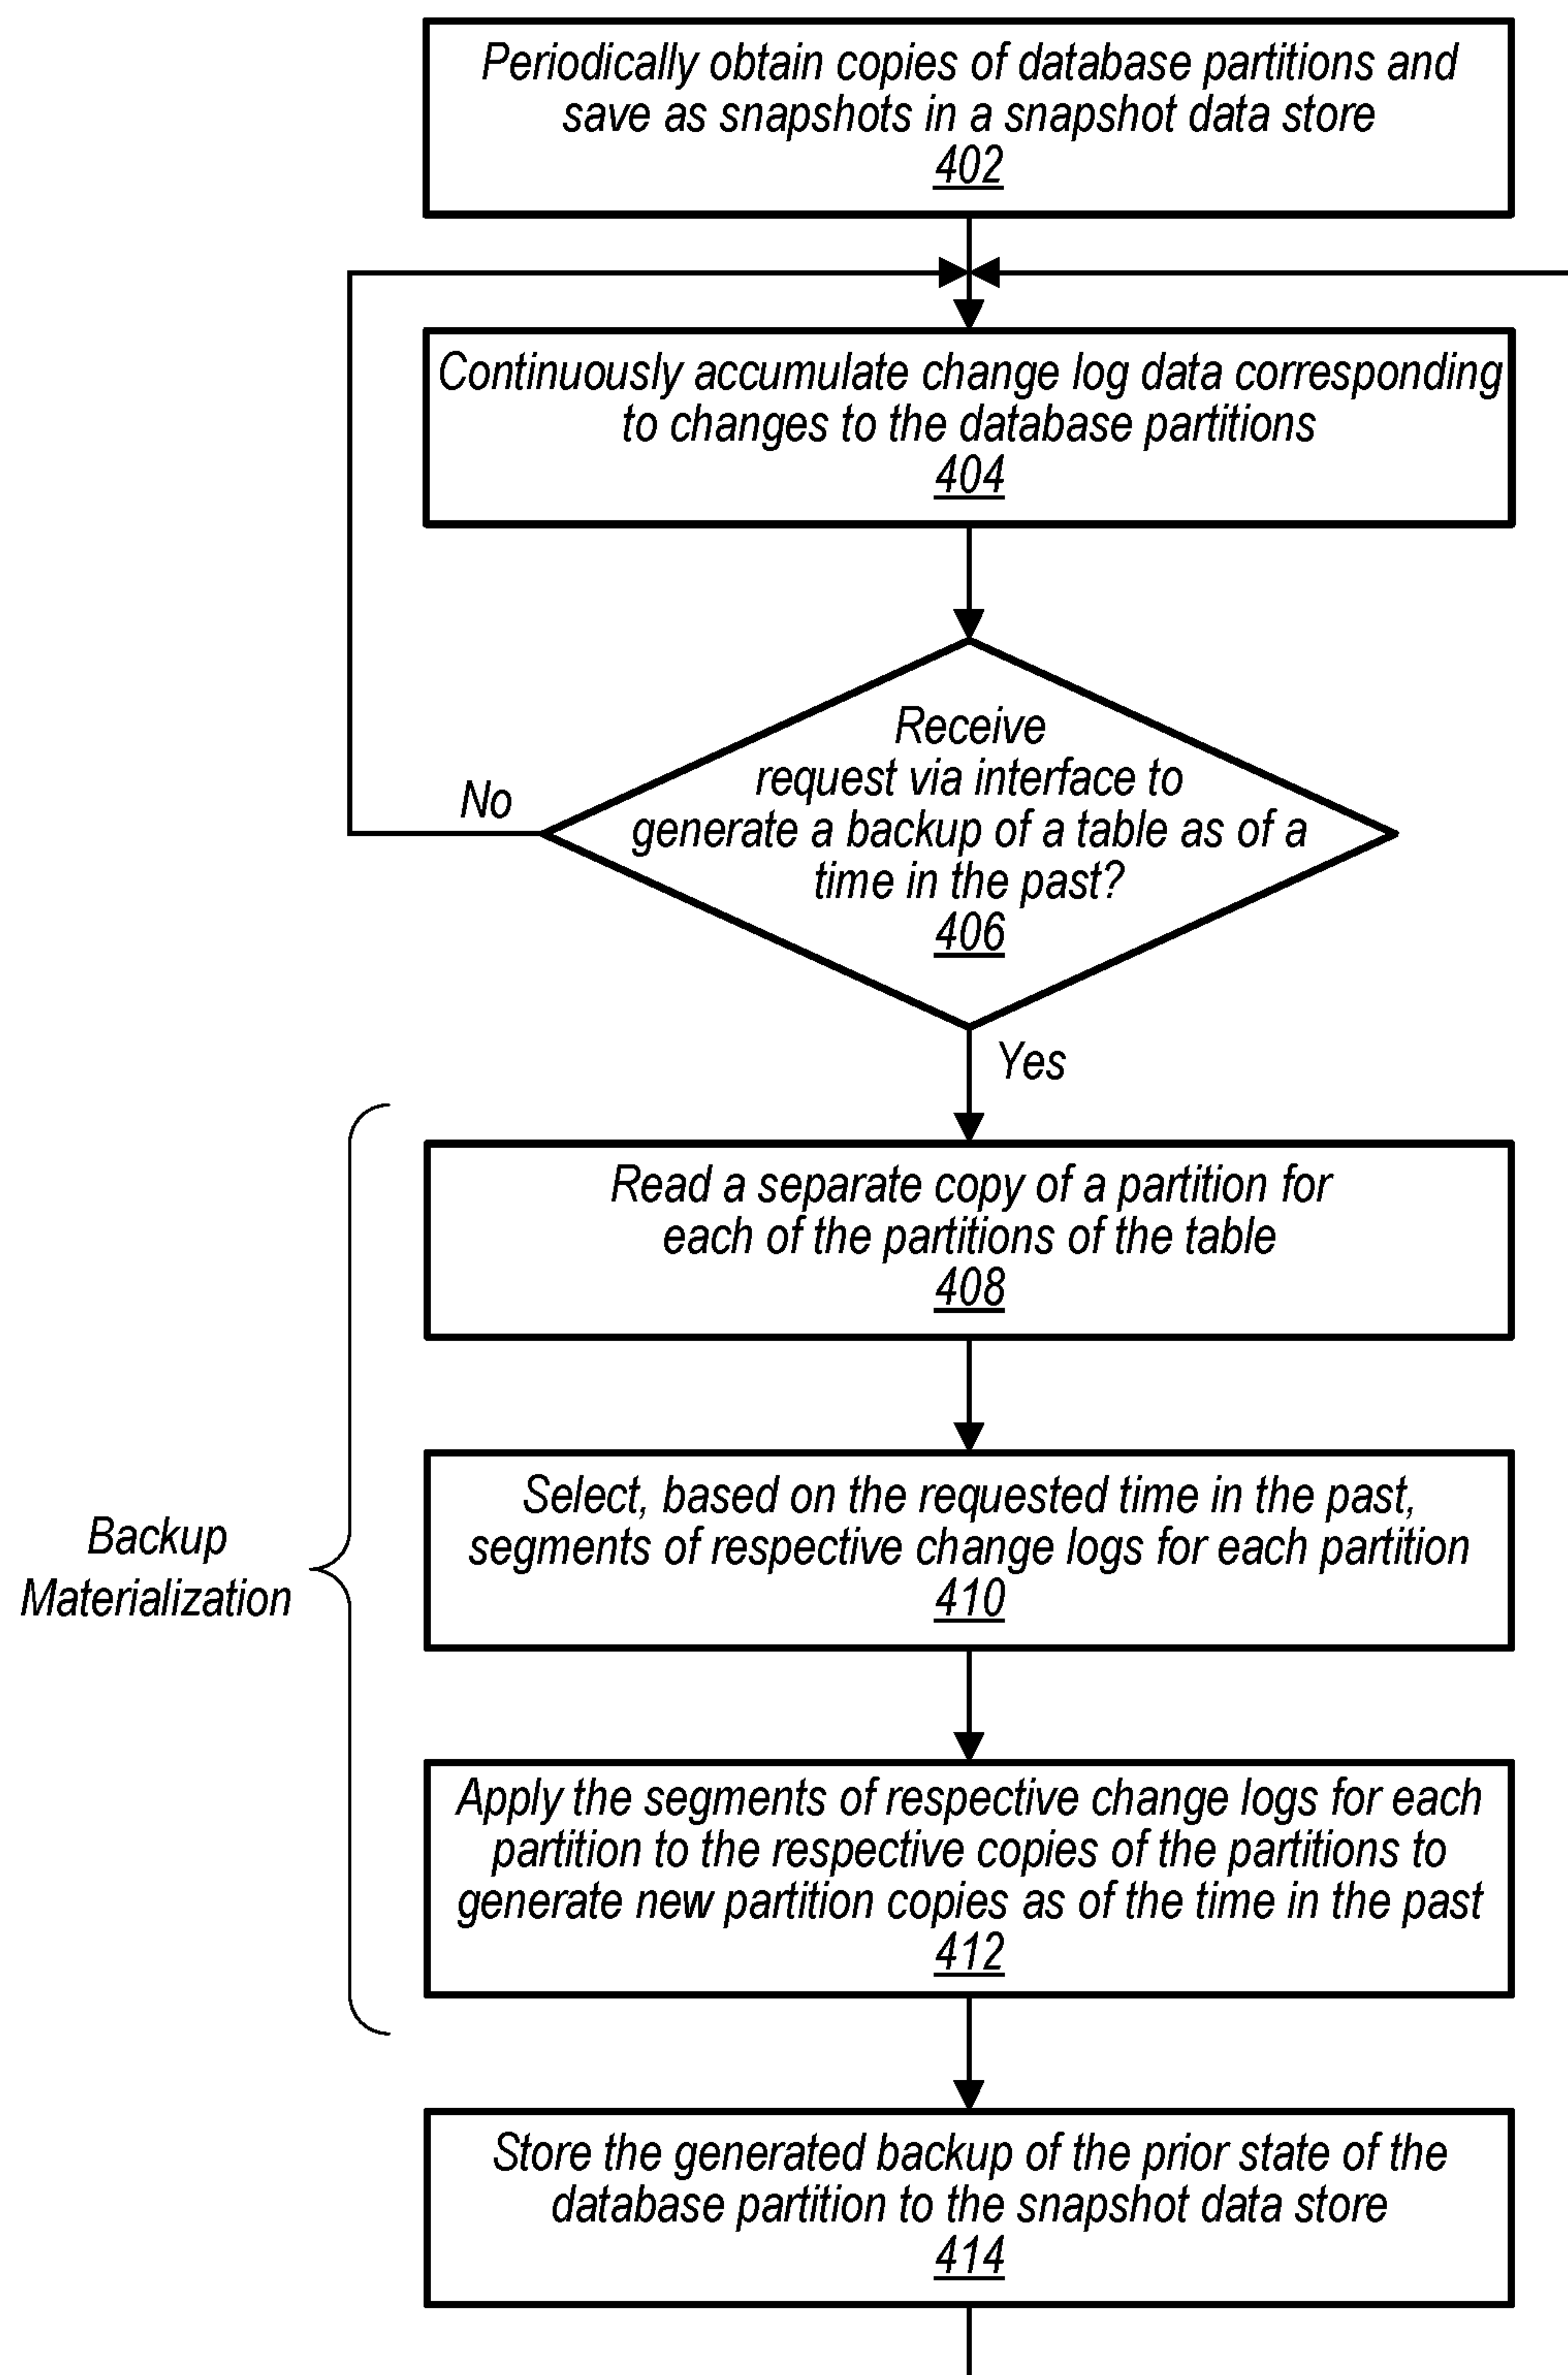 Periodically obtain copies of database partitions and
save as snapshots in a snapshot data store
402
Continuously accumulate change log data corresponding
to changes to the database partitions
404
Receive
request via interface to
generate a backup of a table as of a
time in the past?
406
No
Yes
Read a separate copy of a partition for
each of the partitions of the table
408
Select, based on the requested time in the past,
segments of respective change logs for each partition
410
Backup
Materialization
Apply the segments of respective change logs for each
partition to the respective copies of the partitions to
generate new partition copies as of the time in the past
412
Store the generated backup of the prior state of the
database partition to the snapshot data store
414